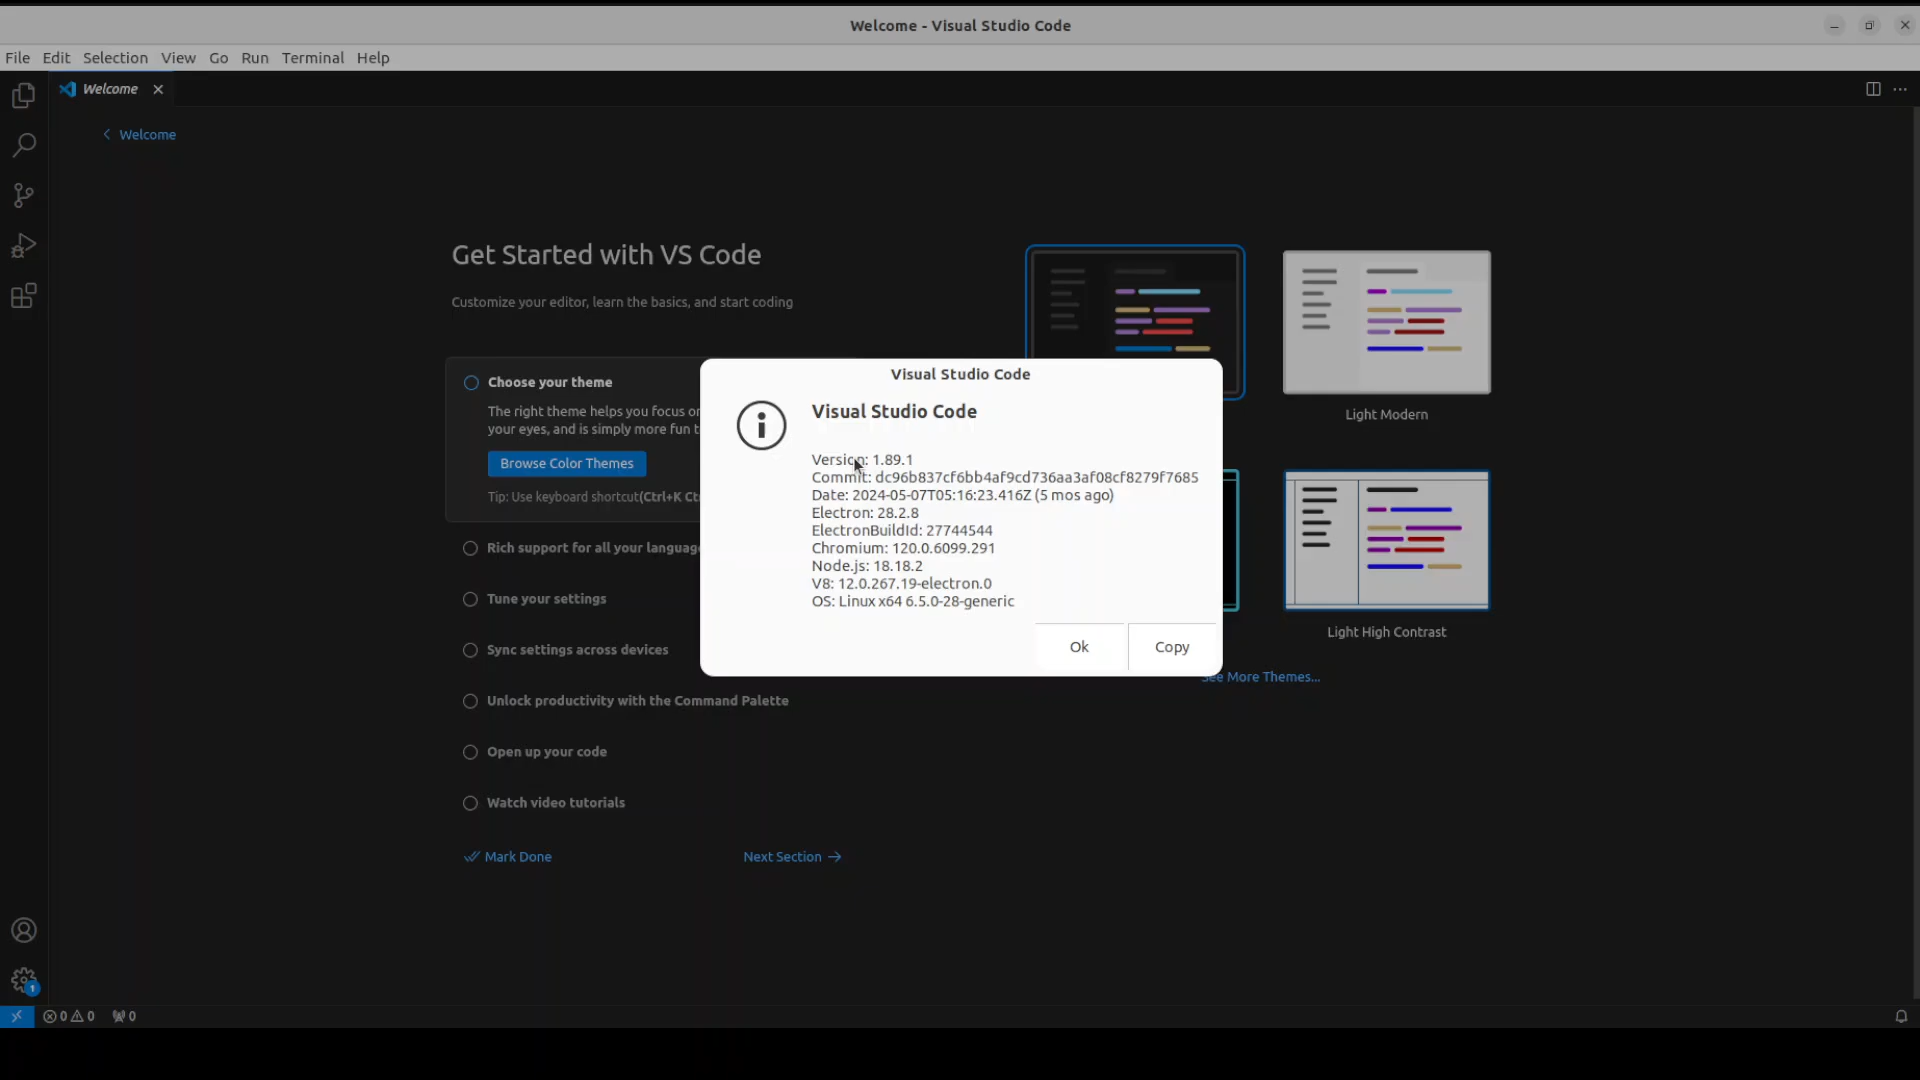 Welcome - Visual Studio Code
File Edit Selection View Go Run Terminal Help
Welcome
Welcome
Get Started with VS Code
Customize your editor, learn the basics, and start coding
Choose your theme
The right theme helps you focus on
your eyes, and is simply more fun t
Browse Color Themes
Tip: Use keyboard shortcut(Ctrl+K Ct
Rich support for all your language
Tune your settings
Sync settings across devices
Unlock productivity with the Command Palette
Open up your code
Watch video tutorials
Mark Done
Next Section
Light Modern
Light High Contrast
See More Themes...
Visual Studio Code
Visual Studio Code
Version: 1.89.1
Commit: dc96b837cf6bb4af9cd736aa3af08cf8279f7685
Date: 2024-05-07T05:16:23.416Z (5 mos ago)
Electron: 28.2.8
ElectronBuildId: 27744544
Chromium: 120.0.6099.291
Node.js: 18.18.2
V8: 12.0.267.19-electron.0
OS: Linux x64 6.5.0-28-generic
Ok
Copy
1
0 0 0